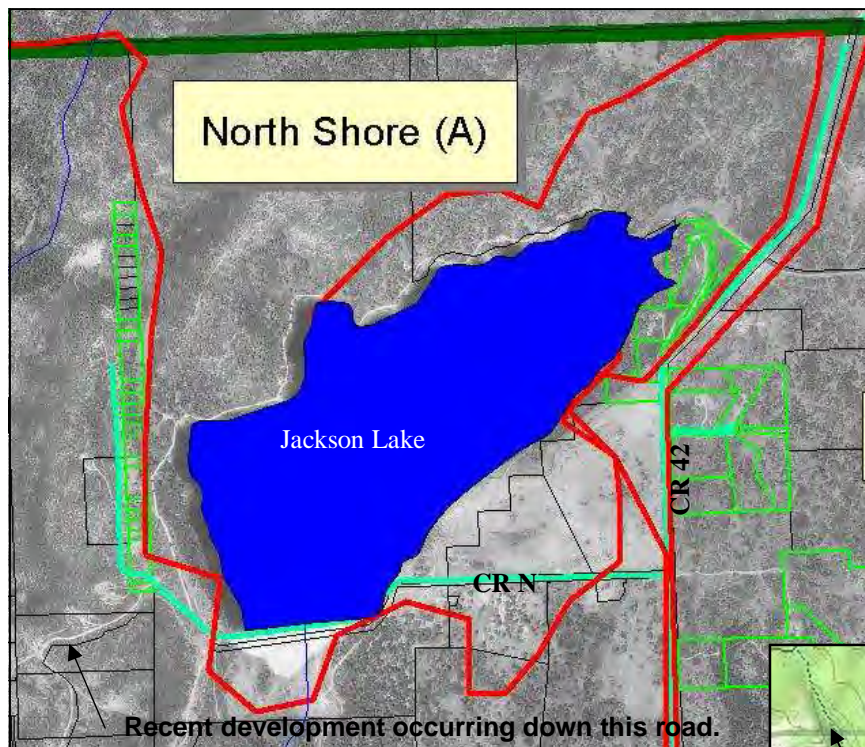 North Shore (A)
Jackson Lake
CR 42
CR N
Recent development occurring down this road.